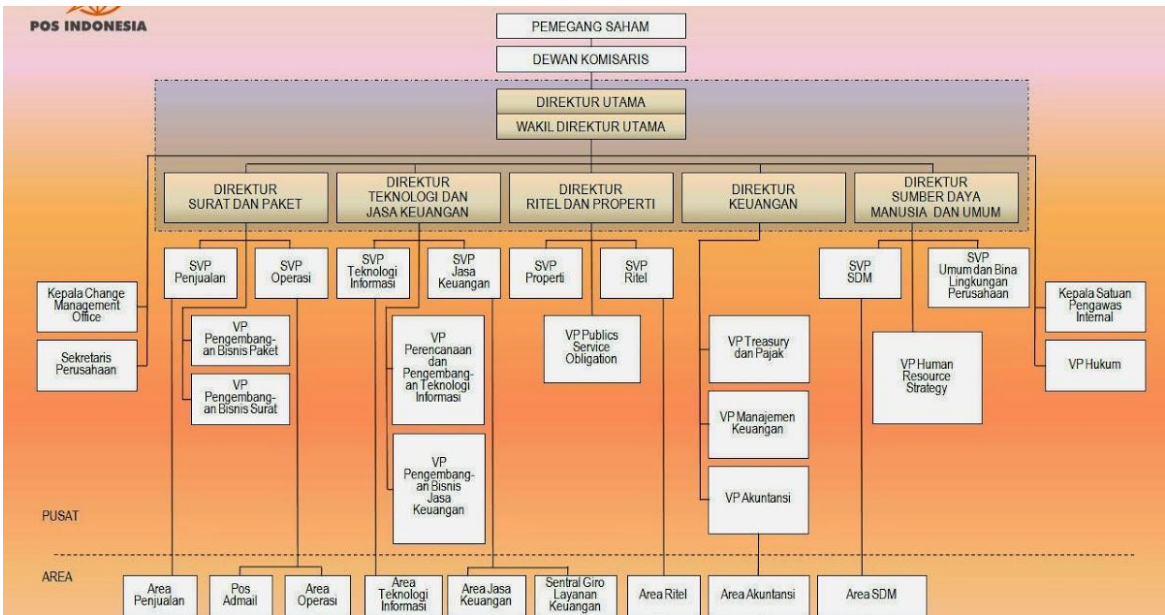 POS INDONESIA
PEMEGANG SAHAM
DEWAN KOMISARIS
DIREKTUR UTAMA
WAKIL DIREKTUR UTAMA
DIREKTUR
SURAT DAN PAKET
DIREKTUR
TEKNOLOGI DAN
JASA KEUANGAN
DIREKTUR
RITEL DAN PROPERTI
DIREKTUR
KEUANGAN
DIREKTUR
SUMBER DAYA
MANUSIA DAN UMUM
SVP
Penjualan
SVP
Operasi
SVP
Teknologi
Informasi
SVP
Jasa
Keuangan
SVP
Properti
SVP
Ritel
SVP
SDM
SVP
Umum dan Bina
Lingkungan
Perusahaan
Kepala Change
Management
Office
Sekretaris
Perusahaan
Kepala Satuan
Pengawas
Internal
VP Hukum
VP
Pengembang-
an Bisnis Paket
VP
Pengembang-
an Bisnis Surat
VP
Perencanaan
dan
Pengembang-
an Teknologi
Informasi
VP
Pengembang-
an Bisnis
Jasa
Keuangan
VP Publics
Service
Obligation
VP Treasury
dan Pajak
VP Manajemen
Keuangan
VP Akuntansi
VP Human
Resource
Strategy
PUSAT
AREA
Area
Penjualan
Pos
Admail
Area
Operasi
Area
Teknologi
Informasi
Area Jasa
Keuangan
Sentral Giro
Layanan
Keuangan
Area Ritel
Area Akuntansi
Area SDM